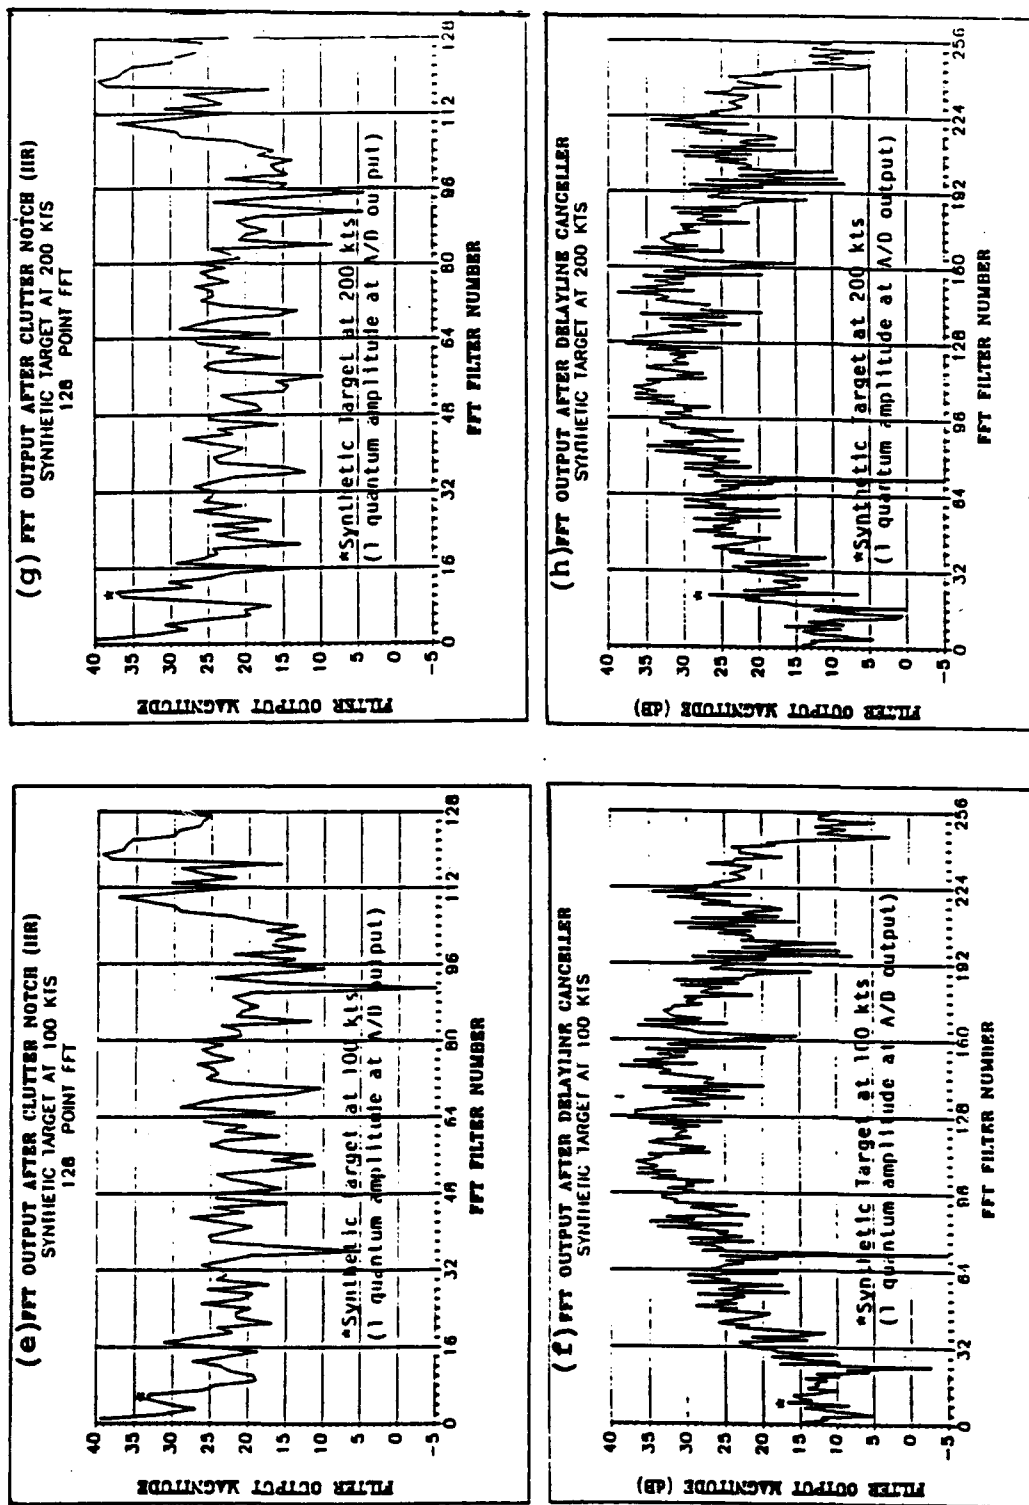 (e) FFT OUTPUT AFTER CLUTTER NOTCH (IIR)
SYNTHETIC TARGET AT 100 KTS
128 POINT FFT
FILTER OUTPUT MAGNITUDE
40
35
30
25
20
15
10
5
0
-5
*Synthetic Target at 100 kts
(1 quantum amplitude at A/D output)
0 16 32 48 64 80 96 112 128
FFT FILTER NUMBER
(g) FFT OUTPUT AFTER CLUTTER NOTCH (IIR)
SYNTHETIC TARGET AT 200 KTS
128 POINT FFT
FILTER OUTPUT MAGNITUDE
40
35
30
25
20
15
10
5
0
-5
*
*Synthetic Target at 200 kts
(1 quantum amplitude at A/D output)
0 16 32 48 64 80 96 112 128
FFT FILTER NUMBER
(f) FFT OUTPUT AFTER DELAYLINE CANCELLER
SYNTHETIC TARGET AT 100 KTS
FILTER OUTPUT MAGNITUDE (dB)
40
35
30
25
20
15
10
5
0
-5
*
*Synthetic Target at 100 kts
(1 quantum amplitude at A/D output)
0 32 64 96 128 160 192 224 256
FFT FILTER NUMBER
(h) FFT OUTPUT AFTER DELAYLINE CANCELLER
SYNTHETIC TARGET AT 200 KTS
FILTER OUTPUT MAGNITUDE (dB)
40
35
30
25
20
15
10
5
0
-5
*
*Synthetic Target at 200 kts
(1 quantum amplitude at A/D output)
0 32 64 96 128 160 192 224 256
FFT FILTER NUMBER